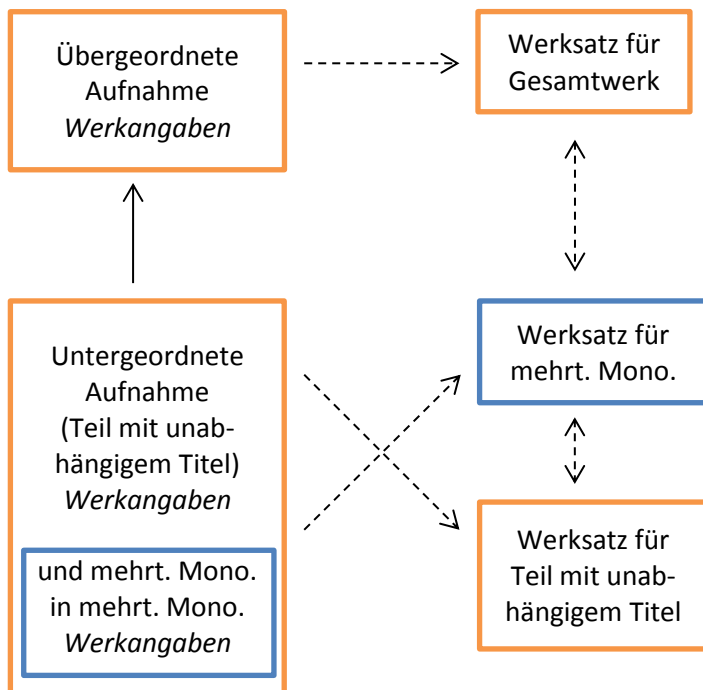 Übergeordnete
Aufnahme
Werkangaben
Werksatz für
Gesamtwerk
Untergeordnete
Aufnahme
(Teil mit unab-
hängigem Titel)
Werkangaben
und mehrt. Mono.
in mehrt. Mono.
Werkangaben
Werksatz für
mehrt. Mono.
Werksatz für
Teil mit unab-
hängigem Titel